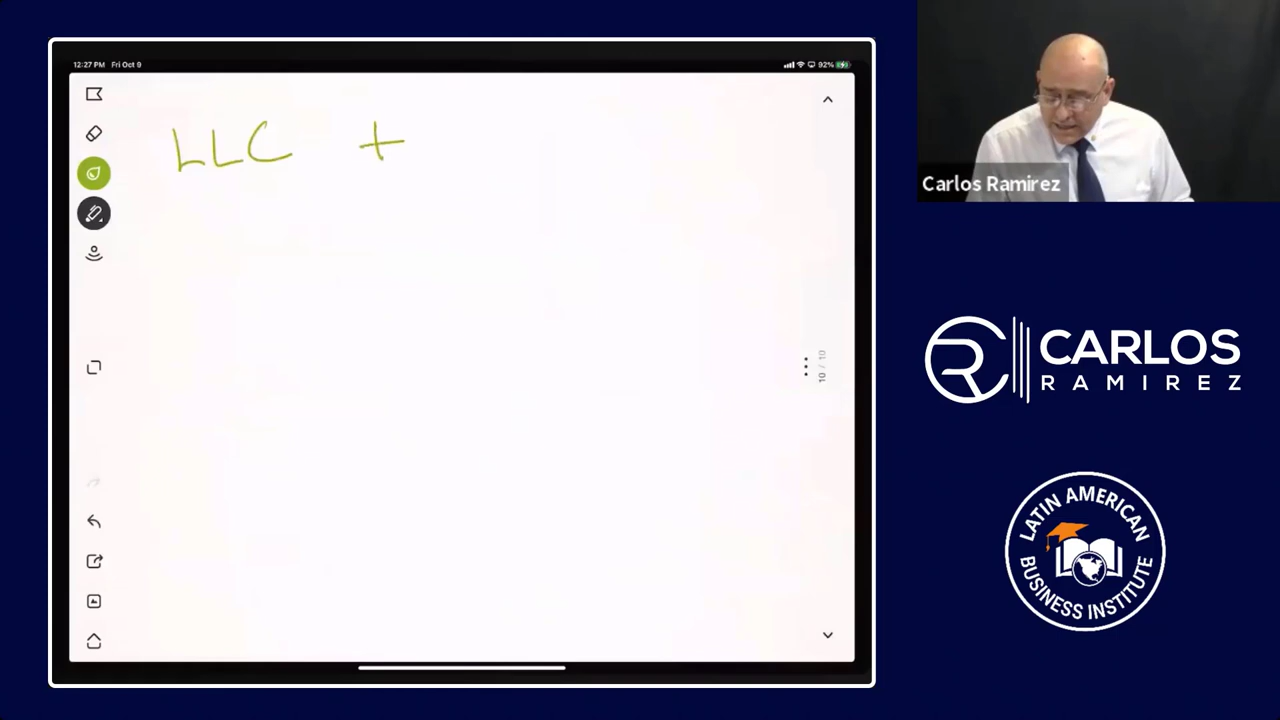 12:27 PM Fri Oct 9
92%
LLC +
10 / 10
Carlos Ramirez
CARLOS
RAMIREZ
LATIN AMERICAN
BUSINESS INSTITUTE